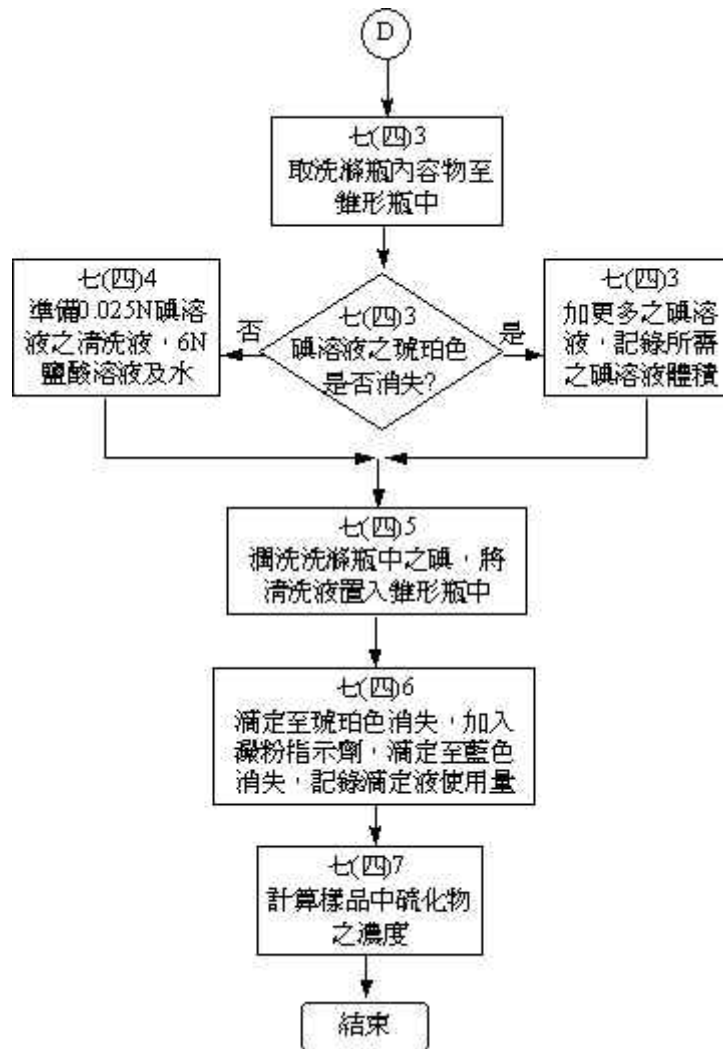 D
七(四)3
取洗滌瓶內容物至
錐形瓶中
七(四)4
準備0.025N碘溶
液之清洗液，6N
鹽酸溶液及水
否
七(四)3
碘溶液之琥珀色
是否消失?
是
七(四)3
加更多之碘溶
液，記錄所需
之碘溶液體積
七(四)5
潤洗洗滌瓶中之碘，將
清洗液置入錐形瓶中
七(四)6
滴定至琥珀色消失，加入
澱粉指示劑，滴定至藍色
消失，記錄滴定液使用量
七(四)7
計算樣品中硫化物
之濃度
結束